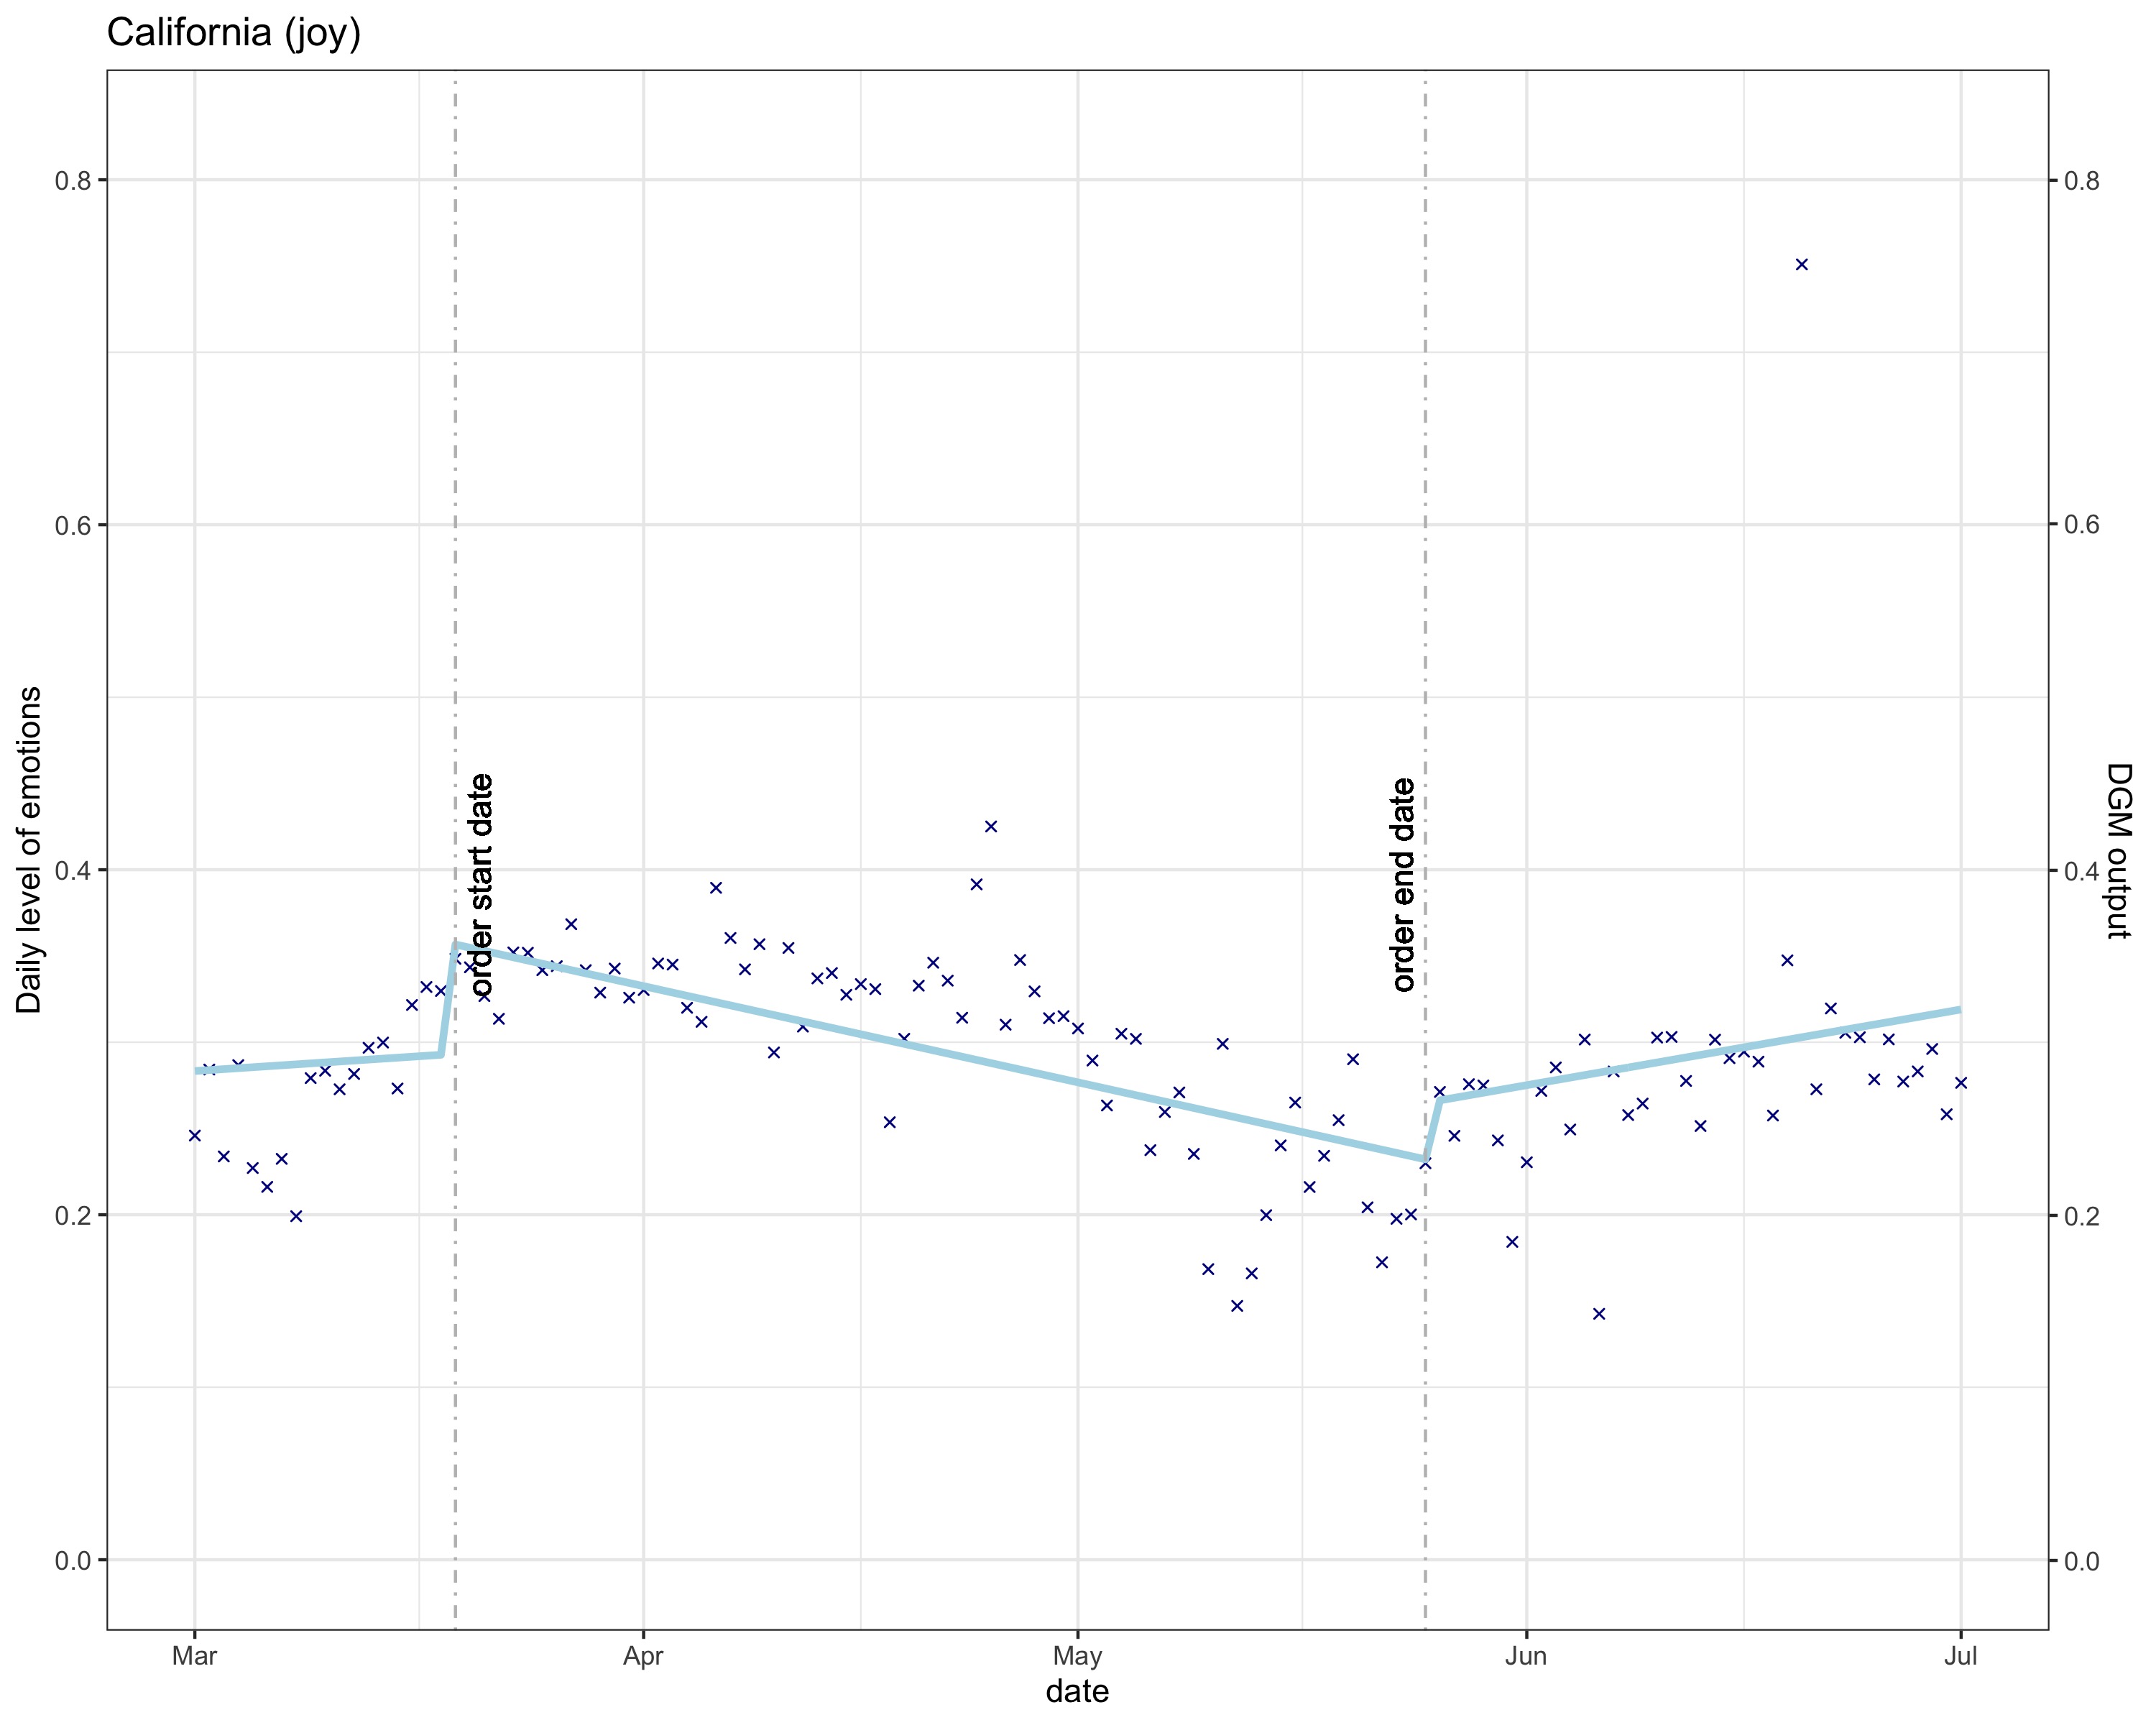 California (joy)
0.8
0.6
0.4
0.2
0.0
Daily level of emotions
order start date
order end date
0.8
0.6
0.4
0.2
0.0
DGM output
Mar Apr May Jun Jul
date